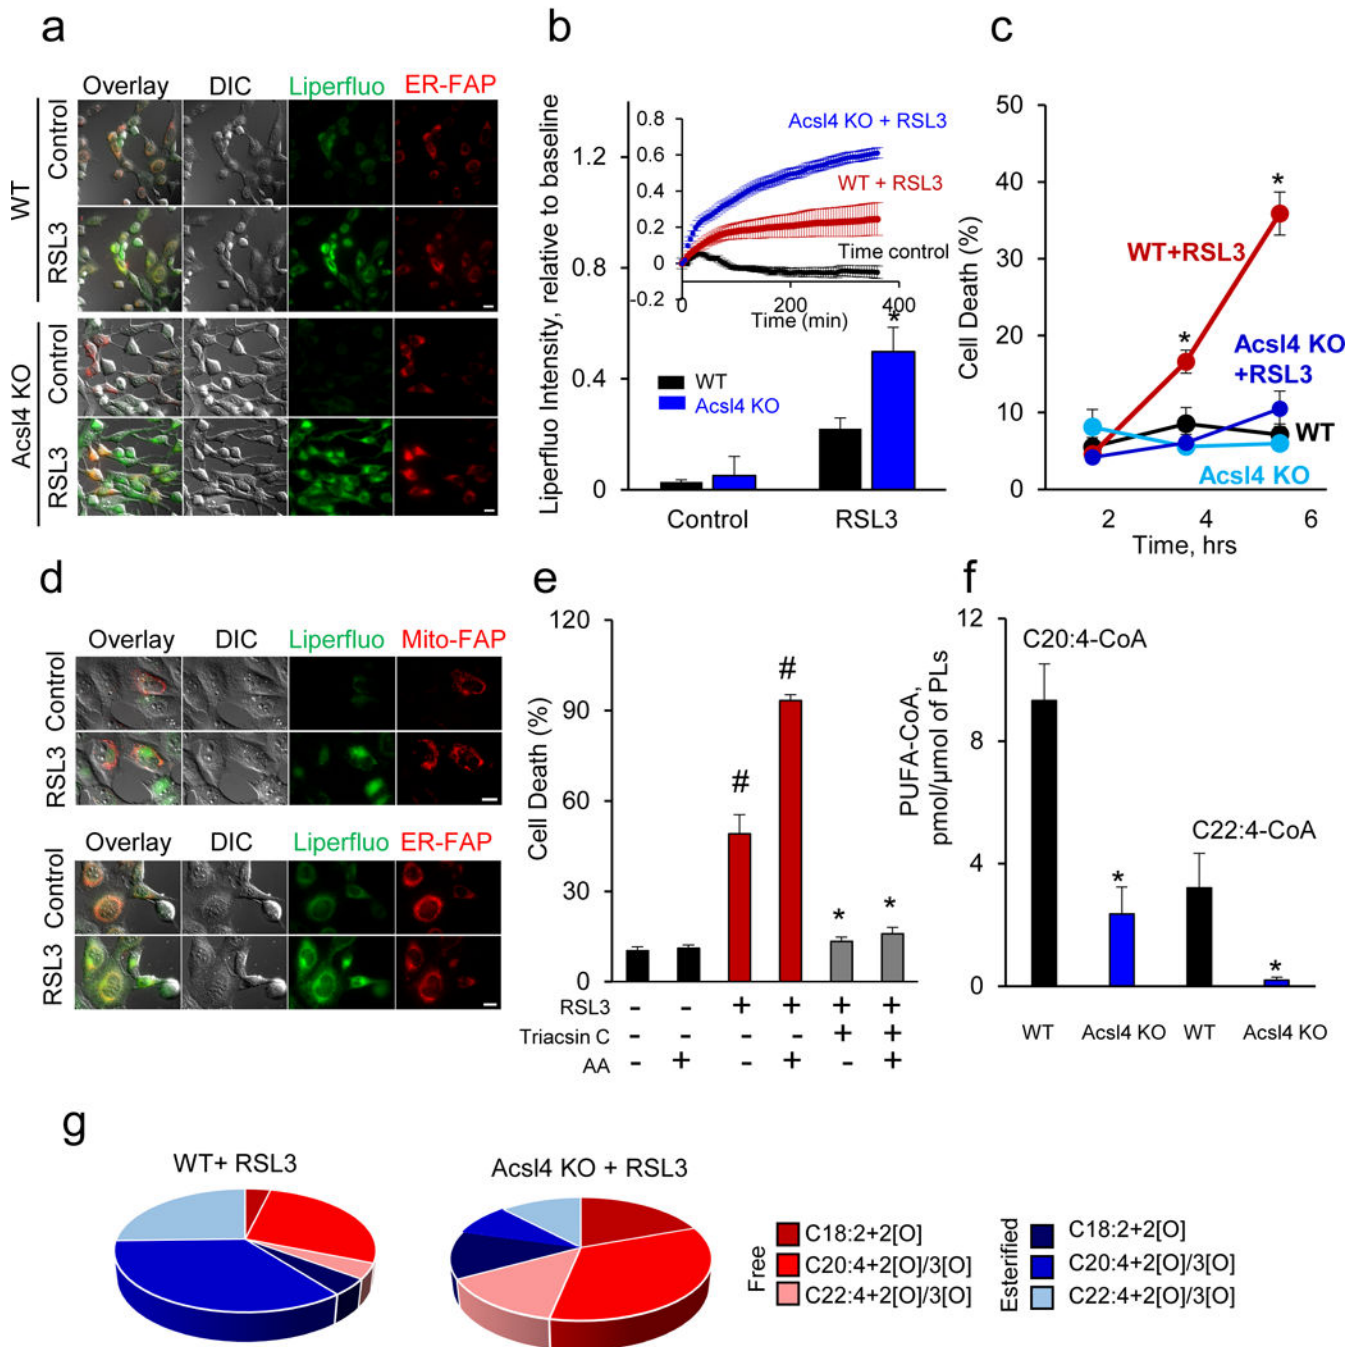 a
Overlay DIC Liperfluo ER-FAP
WT
Control
RSL3
Acsl4 KO
Control
RSL3
b
Liperfluo Intensity, relative to baseline
1.2
0.8
0.4
0
0.8
0.6
0.4
0.2
0
-0.2
Acsl4 KO + RSL3
WT + RSL3
Time control
0 200 400
Time (min)
*
WT
Acsl4 KO
Control RSL3
c
Cell Death (%)
50
40
30
20
10
0
*
WT+RSL3
*
Acsl4 KO
+RSL3
WT
Acsl4 KO
2 4 6
Time, hrs
d
Overlay DIC Liperfluo Mito-FAP
Control
RSL3
Overlay DIC Liperfluo ER-FAP
Control
RSL3
e
Cell Death (%)
120
90
60
30
0
# # * *
RSL3 - - + + + +
Triacsin C - - - - + +
AA - + - + - +
f
PUFA-CoA,
pmol/µmol of PLs
12
8
4
0
C20:4-CoA
C22:4-CoA
* *
WT Acsl4 KO WT Acsl4 KO
g
WT+ RSL3
Acsl4 KO + RSL3
Free
C18:2+2[O]
C20:4+2[O]/3[O]
C22:4+2[O]/3[O]
Esterified
C18:2+2[O]
C20:4+2[O]/3[O]
C22:4+2[O]/3[O]